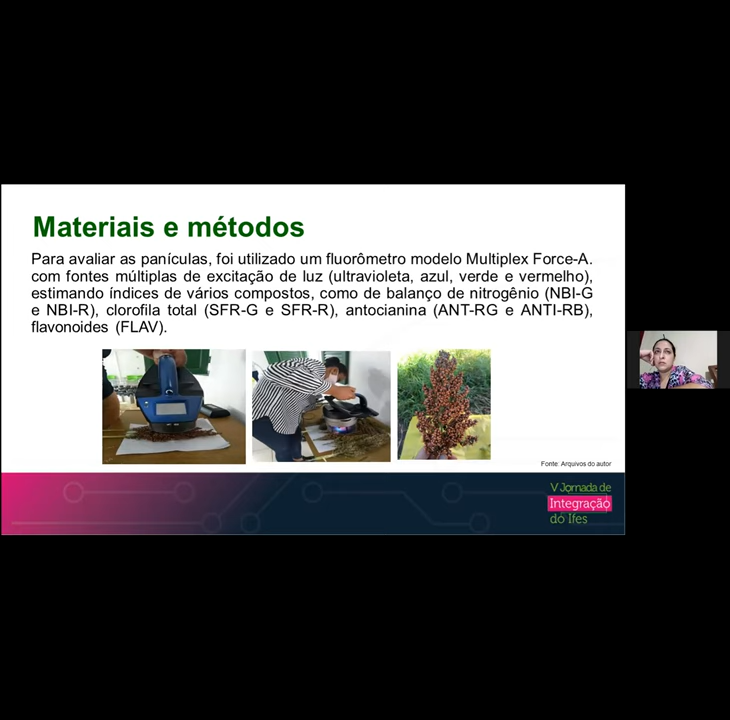 Materiais e métodos
Para avaliar as panículas, foi utilizado um fluorômetro modelo Multiplex Force-A.
com fontes múltiplas de excitação de luz (ultravioleta, azul, verde e vermelho),
estimando índices de vários compostos, como de balanço de nitrogênio (NBI-G
e NBI-R), clorofila total (SFR-G e SFR-R), antocianina (ANT-RG e ANTI-RB),
flavonoides (FLAV).
Fonte: Arquivos do autor
V Jornada de
Integração
do Ifes